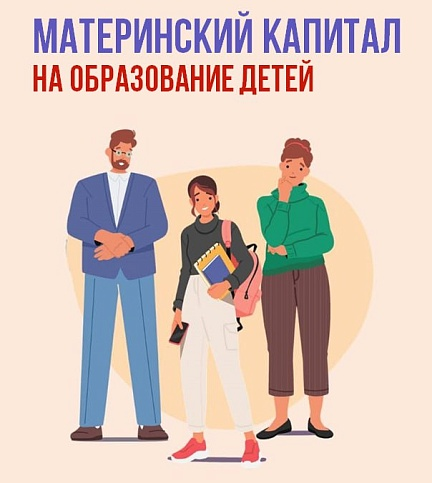 МАТЕРИНСКИЙ КАПИТАЛ
НА ОБРАЗОВАНИЕ ДЕТЕЙ